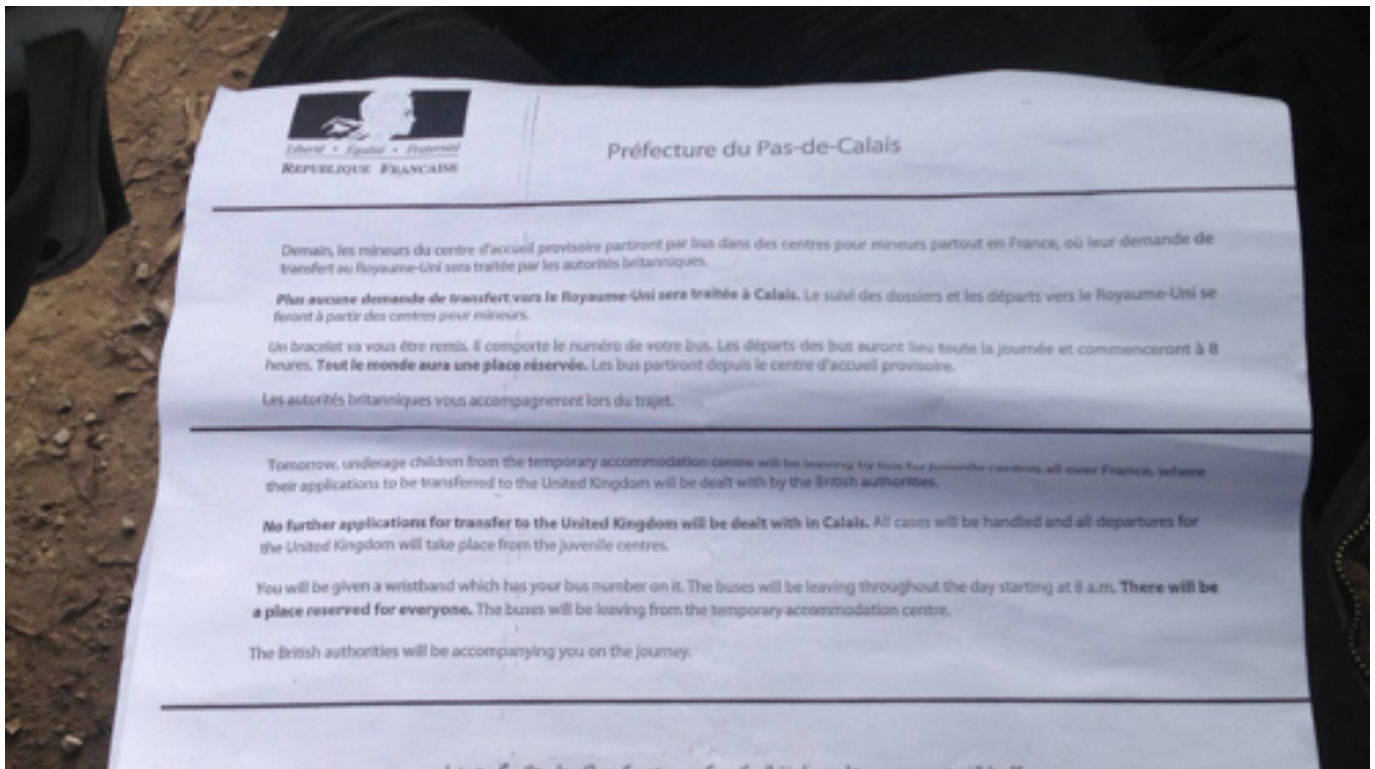 Liberté • Égalité • Fraternité
RÉPUBLIQUE FRANÇAISE
Préfecture du Pas-de-Calais
Demain, les mineurs du centre d'accueil provisoire partiront par bus dans des centres pour mineurs partout en France, où leur demande de
transfert au Royaume-Uni sera traitée par les autorités britanniques.
Plus aucune demande de transfert vers le Royaume-Uni sera traitée à Calais. Le suivi des dossiers et les départs vers le Royaume-Uni se
feront à partir des centres pour mineurs.
Un bracelet va vous être remis. Il comporte le numéro de votre bus. Les départs des bus auront lieu toute la journée et commenceront à 8
heures. Tout le monde aura une place réservée. Les bus partiront depuis le centre d'accueil provisoire.
Les autorités britanniques vous accompagneront lors du trajet.
Tomorrow, underage children from the temporary accommodation centre will be leaving by bus for juvenile centres all over France, where
their applications to be transferred to the United Kingdom will be dealt with by the British authorities.
No further applications for transfer to the United Kingdom will be dealt with in Calais. All cases will be handled and all departures for
the United Kingdom will take place from the juvenile centres.
You will be given a wristband which has your bus number on it. The buses will be leaving throughout the day starting at 8 a.m. There will be
a place reserved for everyone. The buses will be leaving from the temporary accommodation centre.
The British authorities will be accompanying you on the journey.